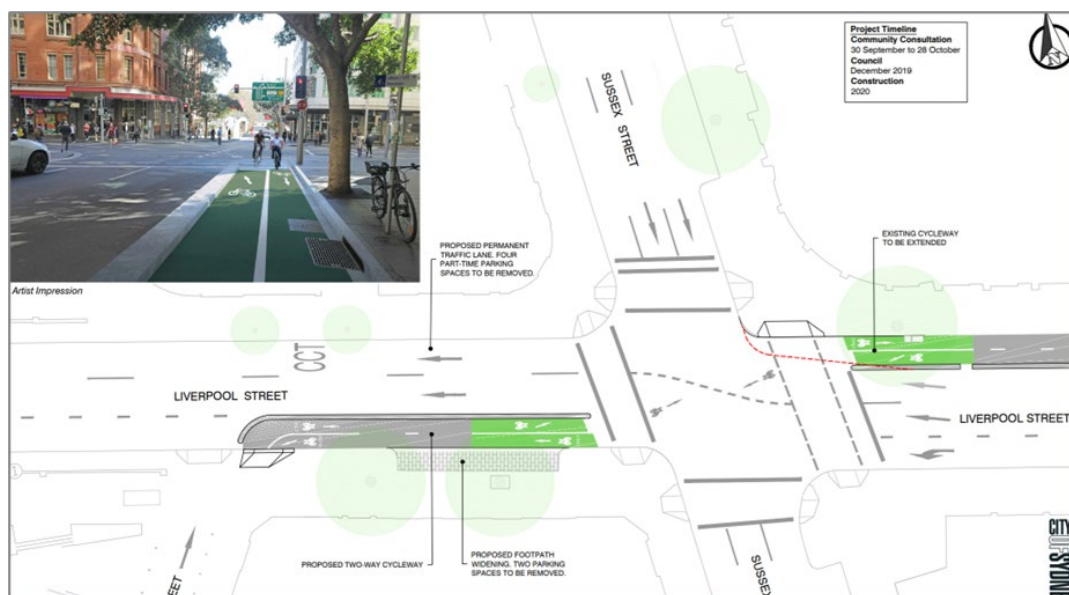 Project Timeline
Community Consultation
30 September to 28 October
Council
December 2019
Construction
2020
SUSSEX STREET
PROPOSED PERMANENT
TRAFFIC LANE. FOUR
PART-TIME PARKING
SPACES TO BE REMOVED.
EXISTING CYCLEWAY
TO BE EXTENDED
Artist Impression
CCT
LIVERPOOL STREET
LIVERPOOL STREET
PROPOSED TWO-WAY CYCLEWAY
PROPOSED FOOTPATH
WIDENING. TWO PARKING
SPACES TO BE REMOVED.
EET
SUSSEX
CITY
OF SYDN